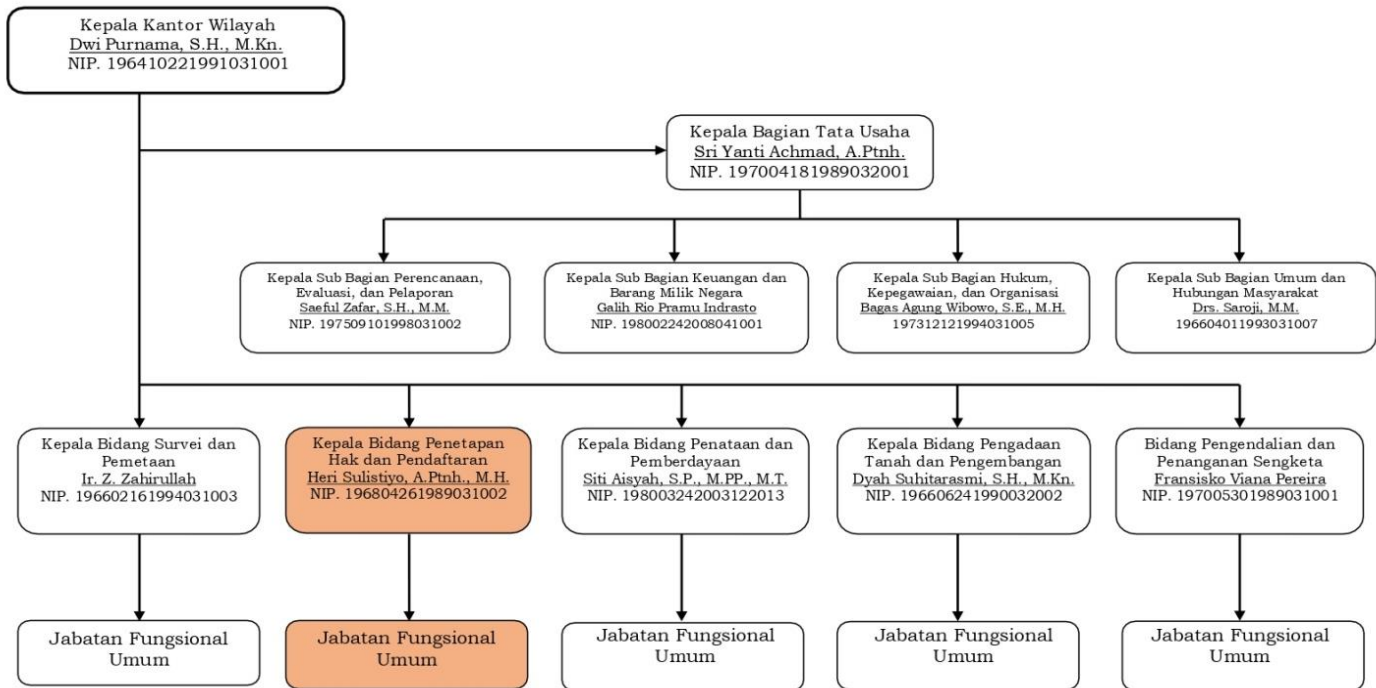 Kepala Kantor Wilayah
Dwi Purnama, S.H., M.Kn.
NIP. 196410221991031001
Kepala Bagian Tata Usaha
Sri Yanti Achmad, A.Ptnh.
NIP. 197004181989032001
Kepala Sub Bagian Perencanaan,
Evaluasi, dan Pelaporan
Saeful Zafar, S.H., M.M.
NIP. 197509101998031002
Kepala Sub Bagian Keuangan dan
Barang Milik Negara
Galih Rio Pramu Indrasto
NIP. 198002242008041001
Kepala Sub Bagian Hukum,
Kepegawaian, dan Organisasi
Bagas Agung Wibowo, S.E., M.H.
197312121994031005
Kepala Sub Bagian Umum dan
Hubungan Masyarakat
Drs. Saroji, M.M.
196604011993031007
Kepala Bidang Survei dan
Pemetaan
Ir. Z. Zahirullah
NIP. 196602161994031003
Kepala Bidang Penetapan
Hak dan Pendaftaran
Heri Sulistiyo, A.Ptnh., M.H.
NIP. 196804261989031002
Kepala Bidang Penataan dan
Pemberdayaan
Siti Aisyah, S.P., M.PP., M.T.
NIP. 198003242003122013
Kepala Bidang Pengadaan
Tanah dan Pengembangan
Dyah Suhitarasmi, S.H., M.Kn.
NIP. 196606241990032002
Bidang Pengendalian dan
Penanganan Sengketa
Fransisko Viana Pereira
NIP. 197005301989031001
Jabatan Fungsional
Umum
Jabatan Fungsional
Umum
Jabatan Fungsional
Umum
Jabatan Fungsional
Umum
Jabatan Fungsional
Umum